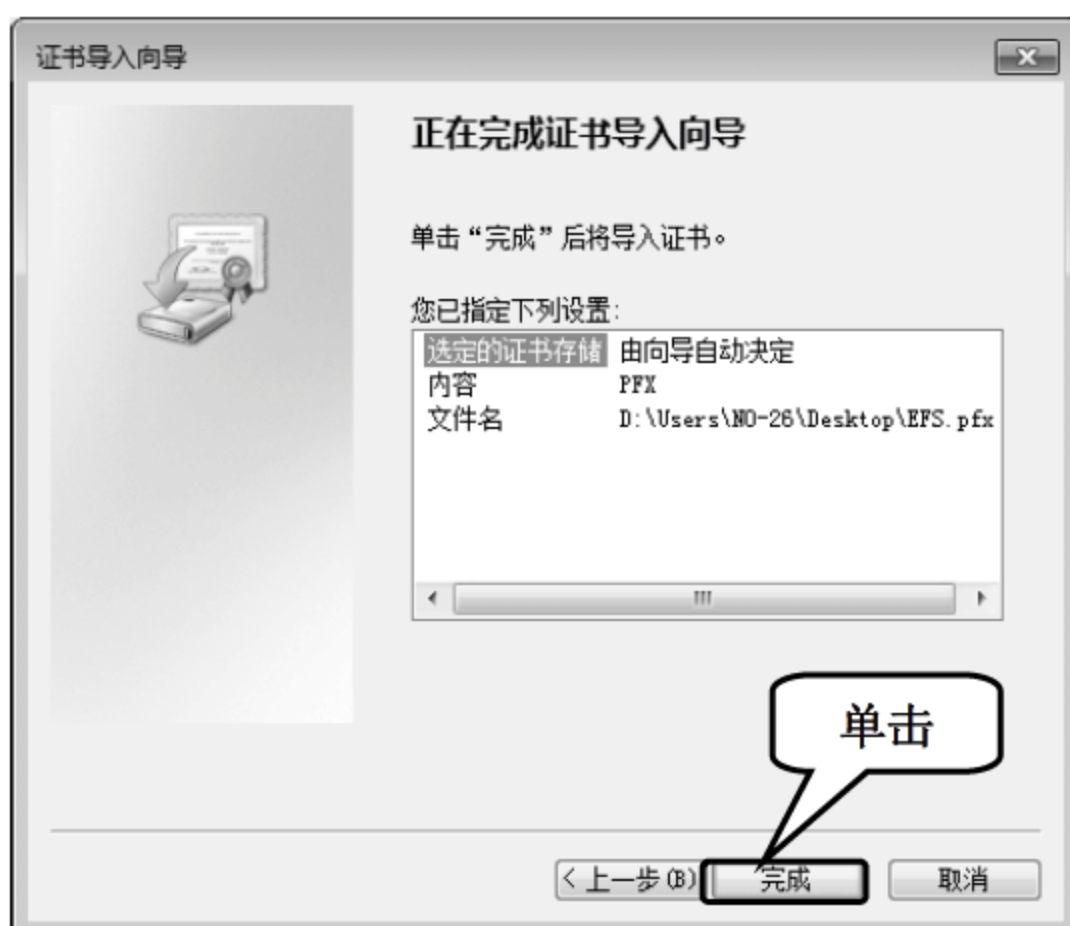 证书导入向导
正在完成证书导入向导
单击“完成”后将导入证书。
您已指定下列设置:
选定的证书存储 由向导自动决定
内容 PFX
文件名 D:\Users\NO-26\Desktop\EFS.pfx
单击
< 上一步(B) 完成 取消